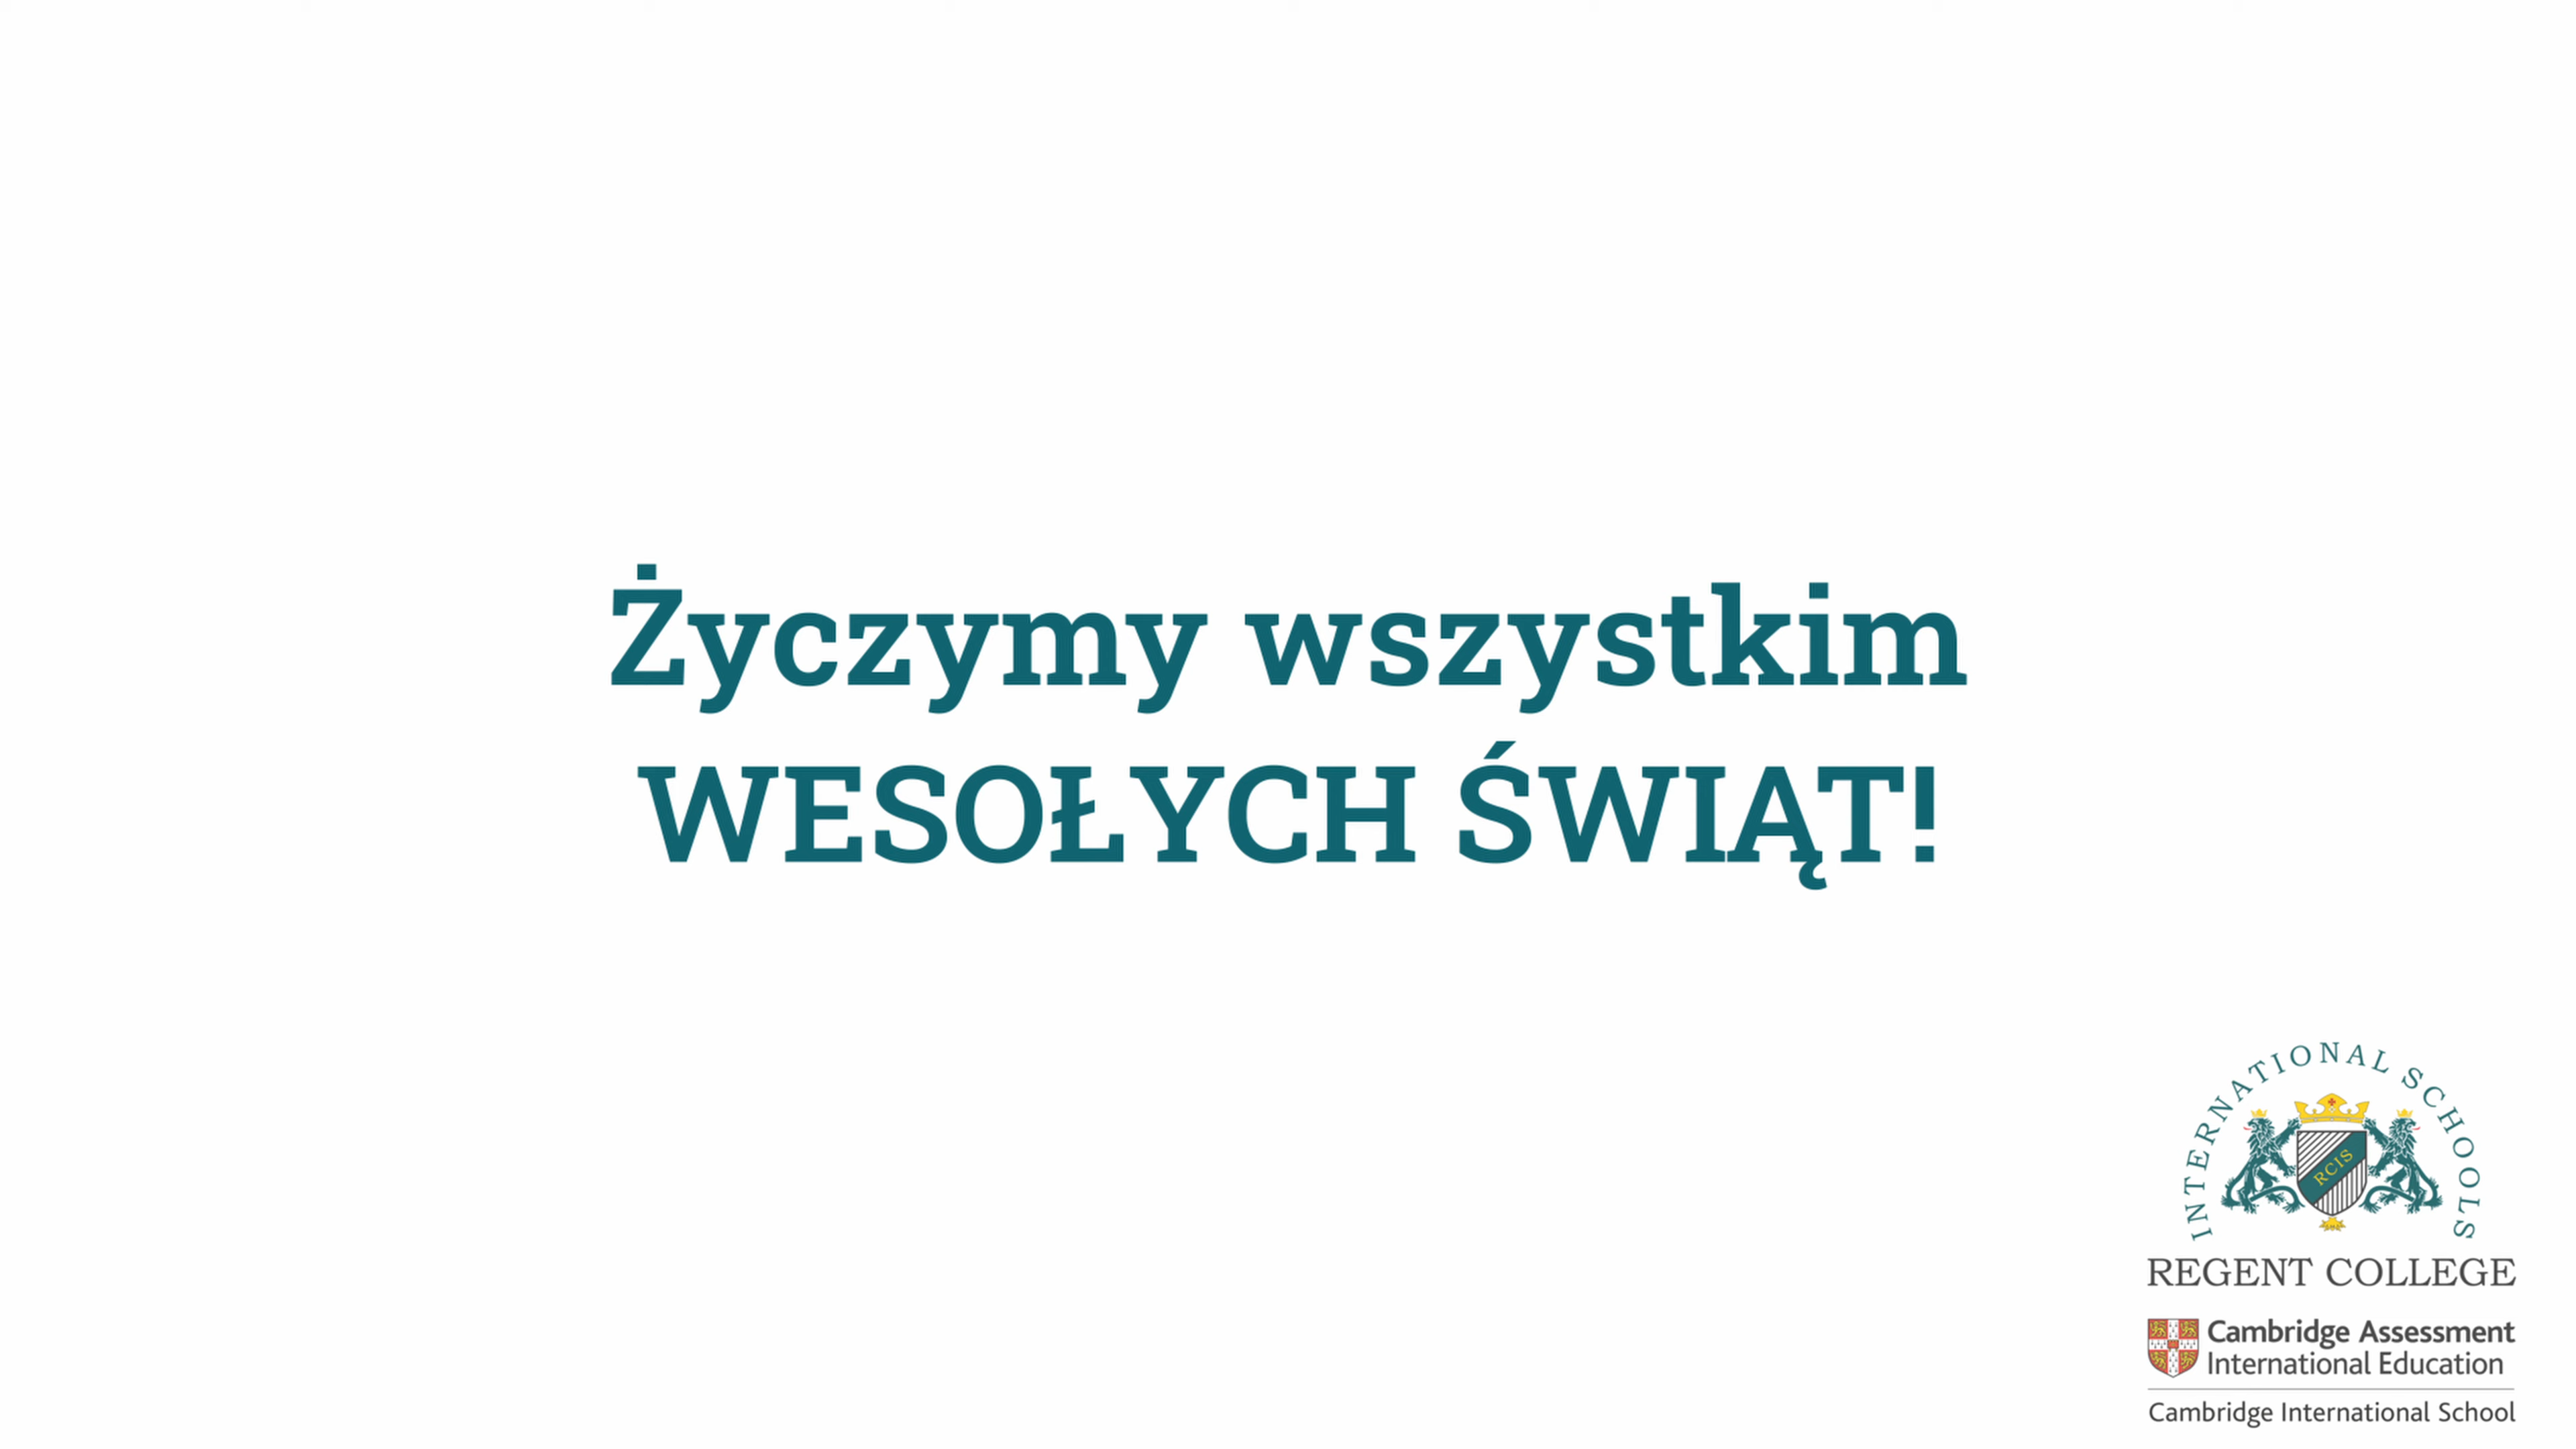 Życzymy wszystkim
WESOŁYCH ŚWIĄT!
INTERNATIONAL SCHOOLS
RCIS
REGENT COLLEGE
Cambridge Assessment
International Education
Cambridge International School